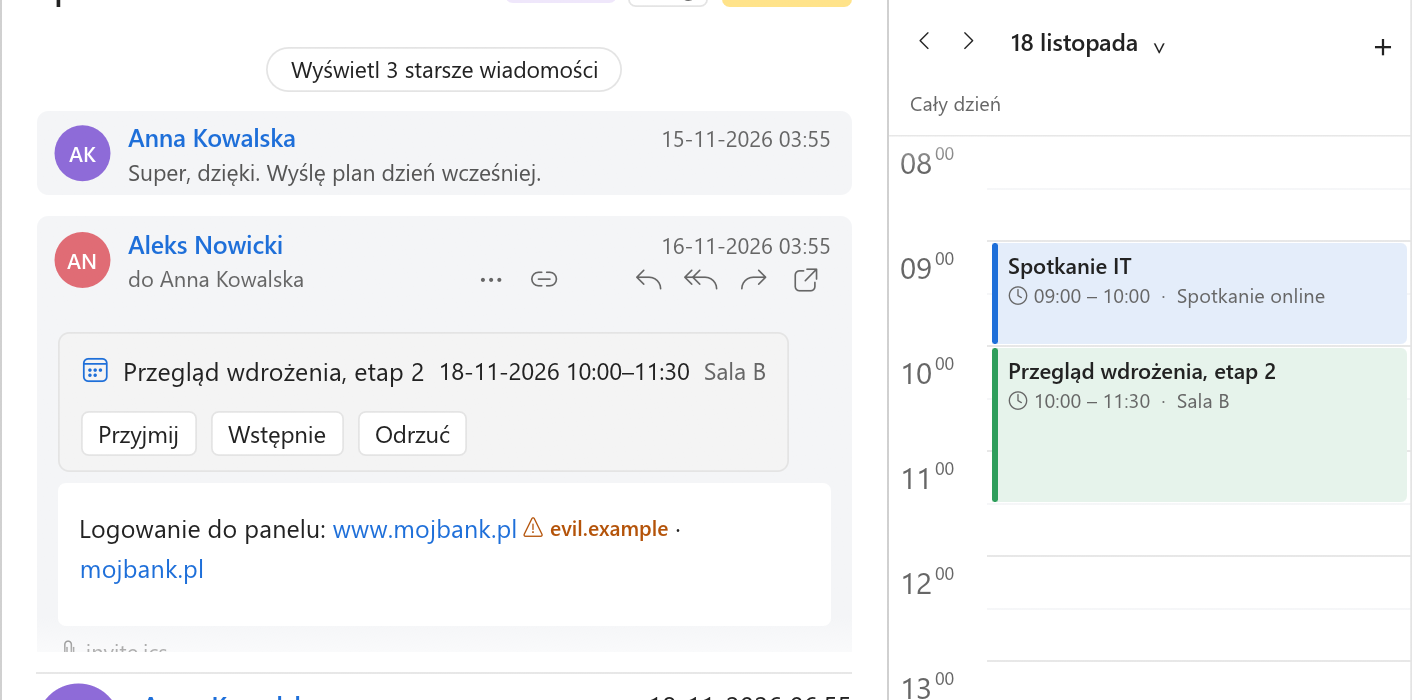 Wyświetl 3 starsze wiadomości
AK
Anna Kowalska
15-11-2026 03:55
Super, dzięki. Wyślę plan dzień wcześniej.
AN
Aleks Nowicki
16-11-2026 03:55
do Anna Kowalska
Przegląd wdrożenia, etap 2 18-11-2026 10:00–11:30 Sala B
Przyjmij Wstępnie Odrzuć
Logowanie do panelu: www.mojbank.pl evil.example ·
mojbank.pl
18 listopada
Cały dzień
08 00
09 00
Spotkanie IT
09:00 – 10:00 · Spotkanie online
10 00
Przegląd wdrożenia, etap 2
10:00 – 11:30 · Sala B
11 00
12 00
13 00